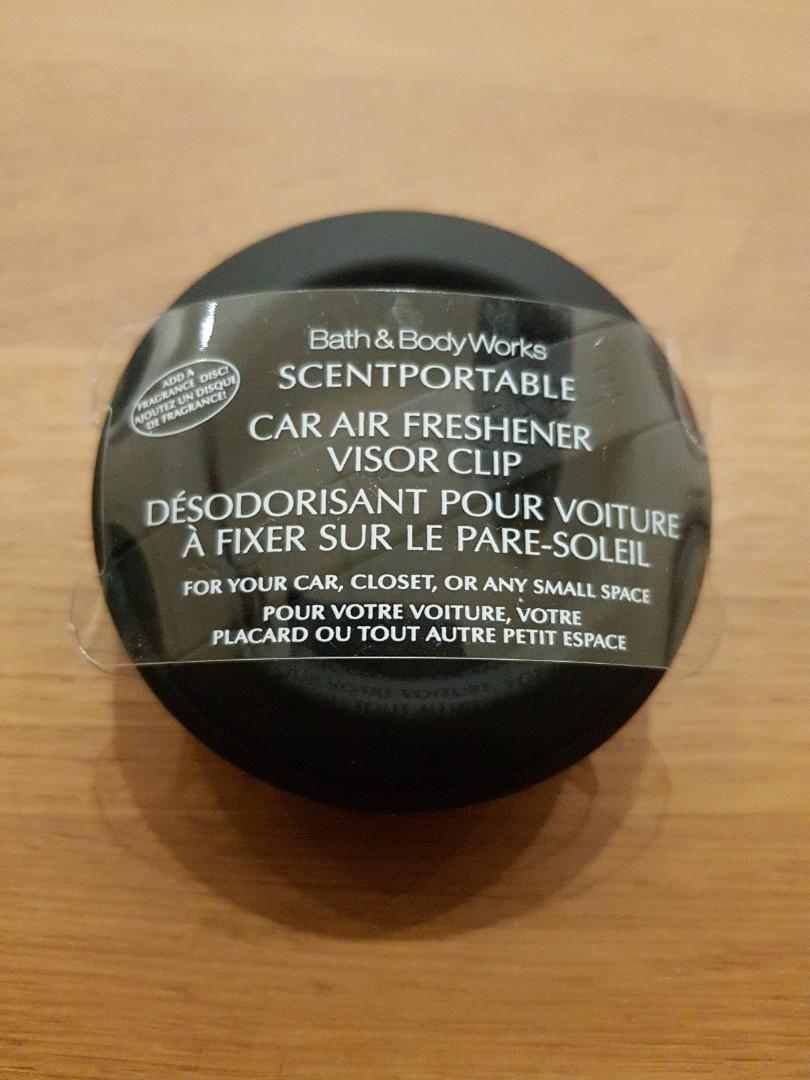 Bath & Body Works
SCENTPORTABLE
ADD A
FRAGRANCE DISC!
AJOUTEZ UN DISQUE
DE FRAGRANCE!
CAR AIR FRESHENER
VISOR CLIP
DÉSODORISANT POUR VOITURE
À FIXER SUR LE PARE-SOLEIL
FOR YOUR CAR, CLOSET, OR ANY SMALL SPACE
POUR VOTRE VOITURE, VOTRE
PLACARD OU TOUT AUTRE PETIT ESPACE